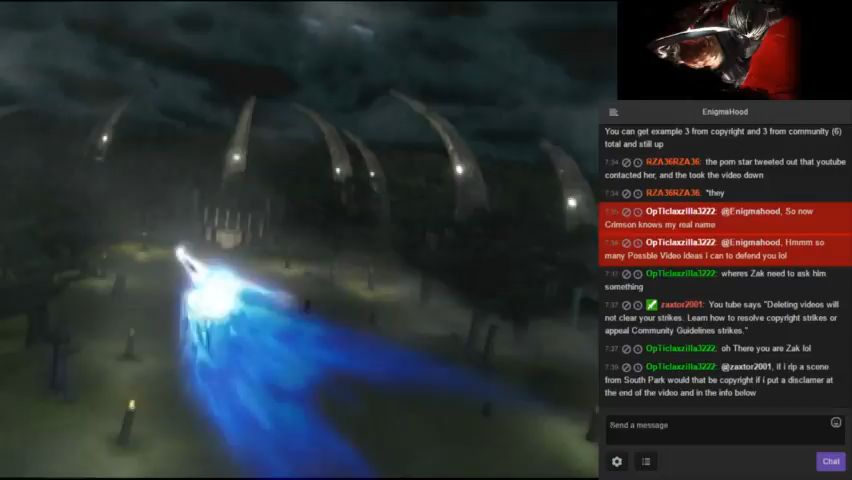 EnigmaHood
You can get example 3 from copyright and 3 from community (6)
total and still up
7:34 RZA36RZA36: the porn star tweeted out that youtube
contacted her, and the took the video down
7:34 RZA36RZA36: *they
7:35 OpTiclaxzilla3222: @Enigmahood, So now
Crimson knows my real name
7:36 OpTiclaxzilla3222: @Enigmahood, Hmmm so
many Possble Video ideas i can to defend you lol
7:37 OpTiclaxzilla3222: wheres Zak need to ask him
something
7:37 zaxtor2001: You tube says "Deleting videos will
not clear your strikes. Learn how to resolve copyright strikes or
appeal Community Guidelines strikes."
7:37 OpTiclaxzilla3222: oh There you are Zak lol
7:39 OpTiclaxzilla3222: @zaxtor2001, if i rip a scene
from South Park would that be copyright if i put a disclamer at
the end of the video and in the info below
Send a message
Chat